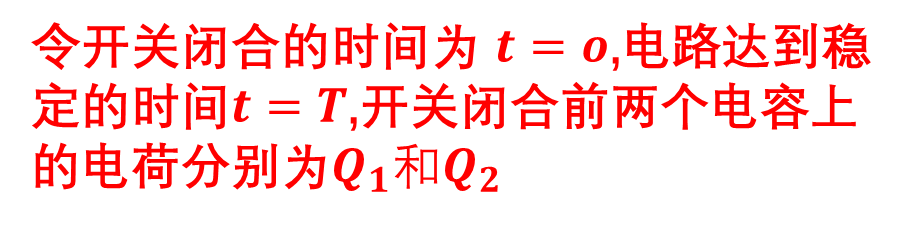 令开关闭合的时间为 t = o,电路达到稳
定的时间t = T,开关闭合前两个电容上
的电荷分别为Q₁和Q₂